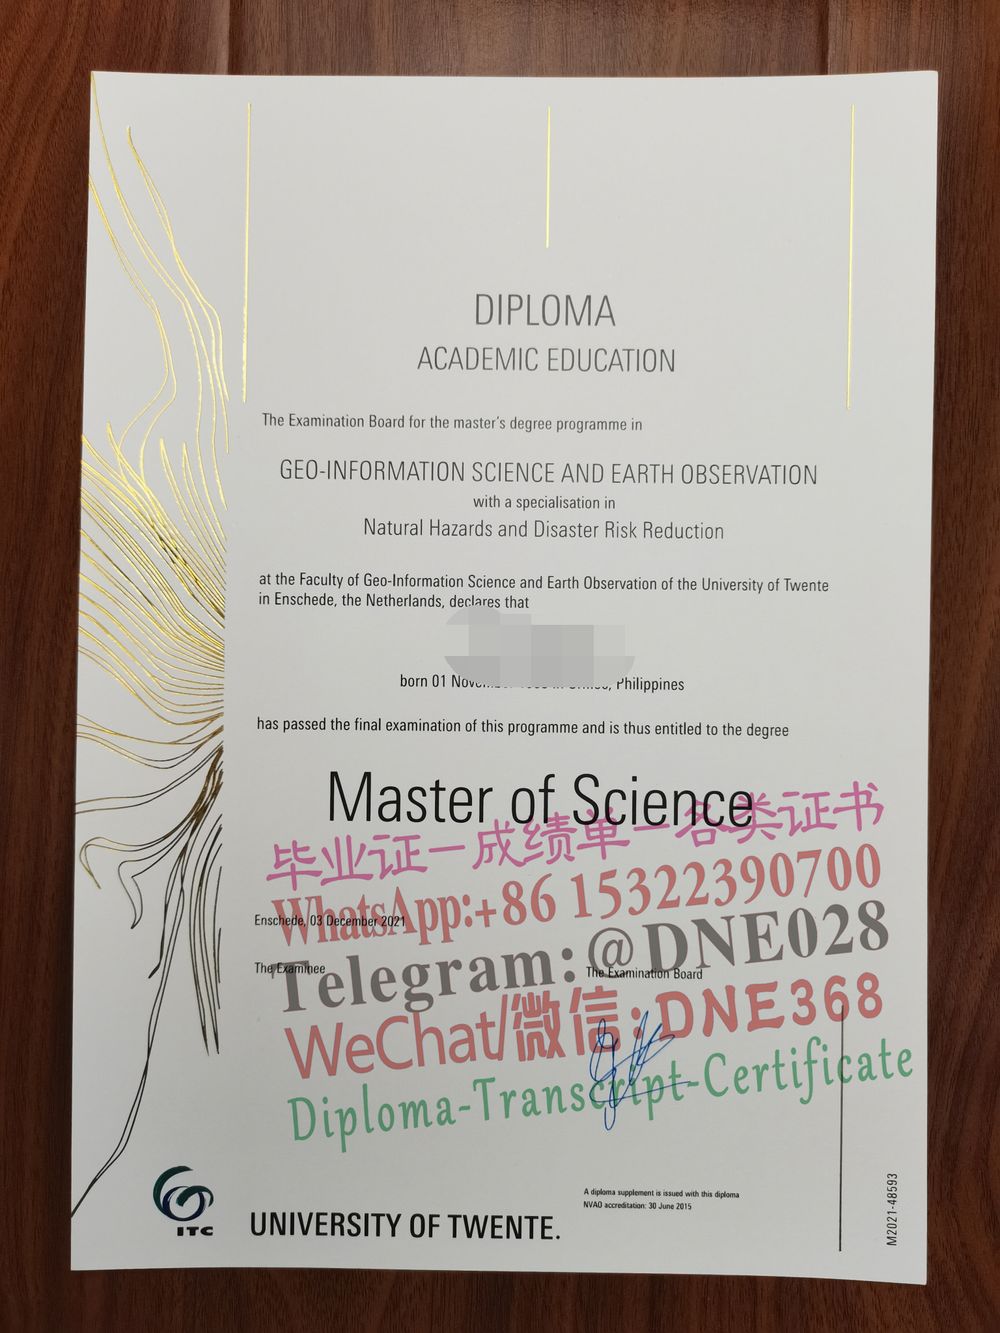 DIPLOMA
ACADEMIC EDUCATION
The Examination Board for the master's degree programme in
GEO-INFORMATION SCIENCE AND EARTH OBSERVATION
with a specialisation in
Natural Hazards and Disaster Risk Reduction
at the Faculty of Geo-Information Science and Earth Observation of the University of Twente
in Enschede, the Netherlands, declares that
born 01 Philippines
has passed the final examination of this programme and is thus entitled to the degree
Master of Science
毕业证一成绩单一各类证书
WhatsApp:+86 15322390700
Enschede, 03 December 2021
Telegram:@DNE028
The Examinee
The Examination Board
WeChat/微信:DNE368
Diploma-Transcript-Certificate
A diploma supplement is issued with this diploma
NVAO accreditation: 30 June 2015
M2021-48593
ITC
UNIVERSITY OF TWENTE.